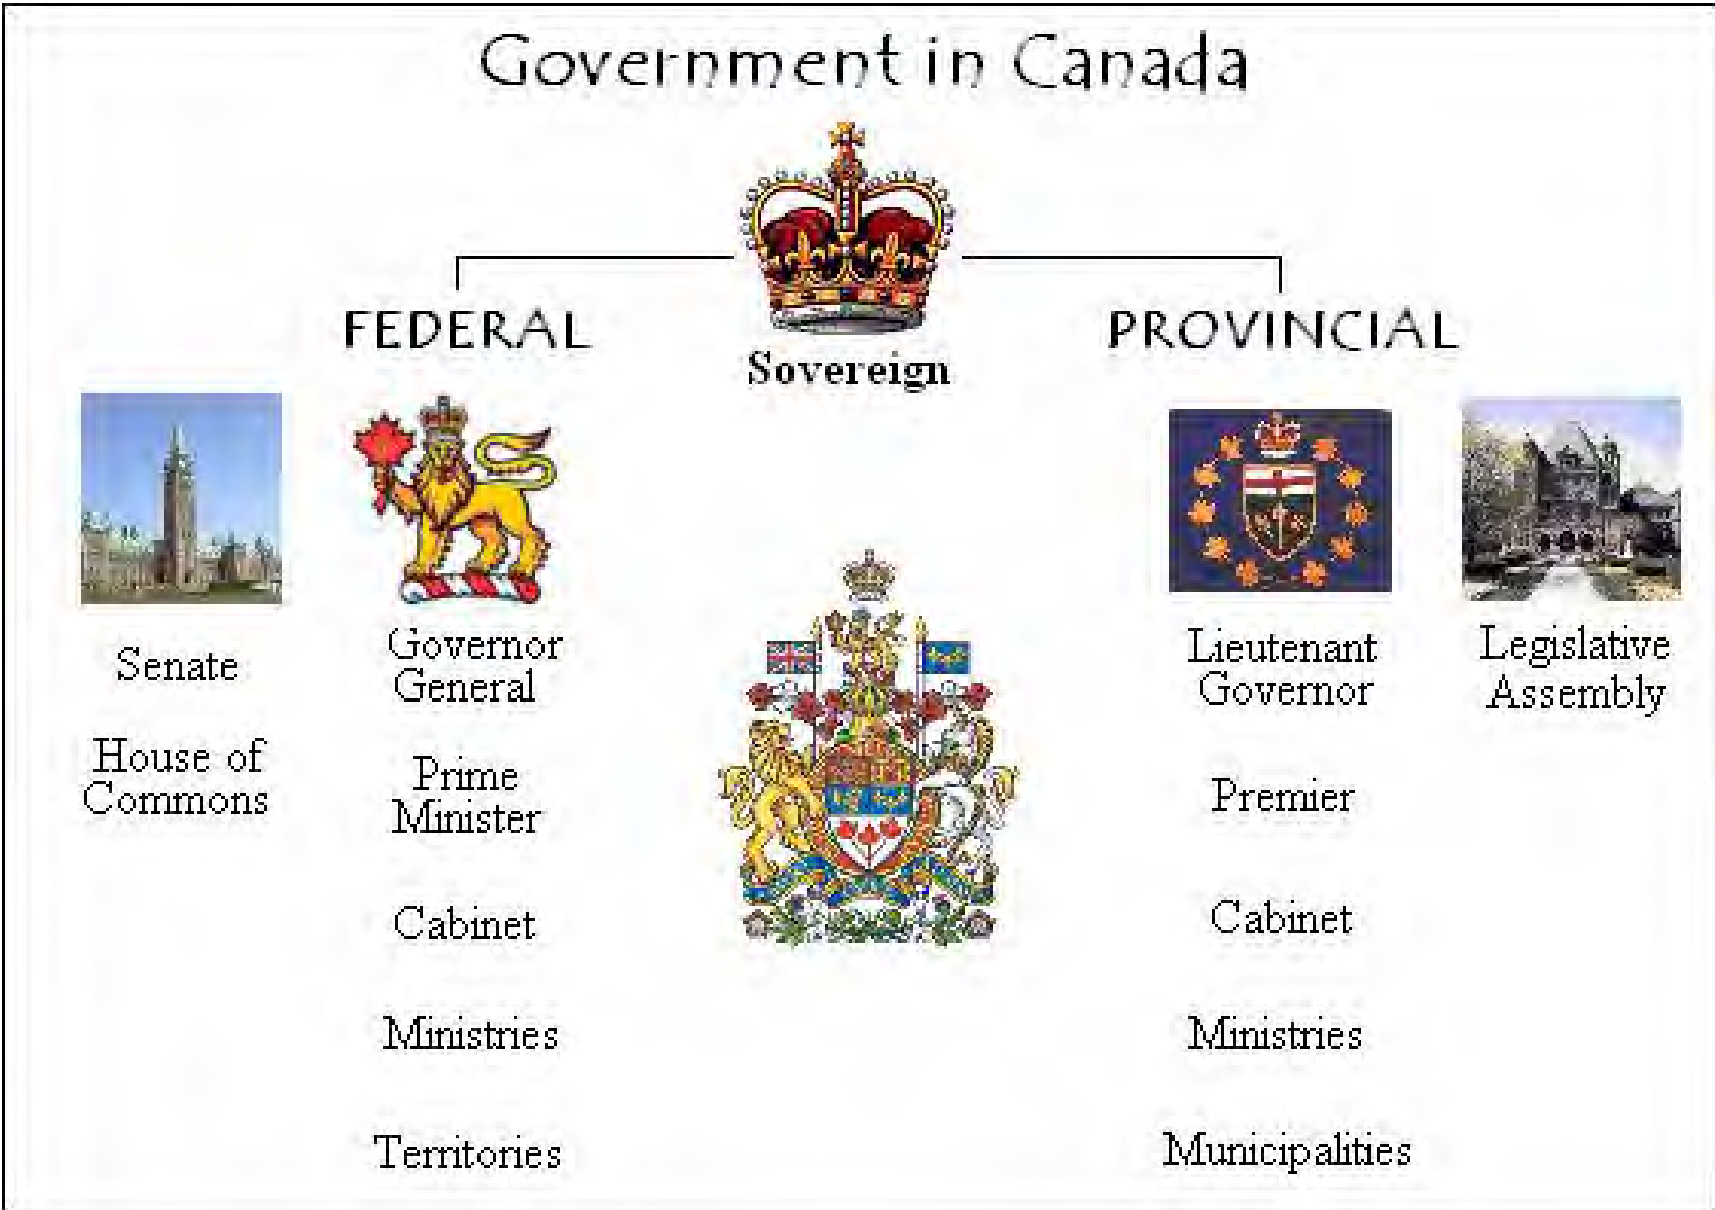 Government in Canada
FEDERAL
Sovereign
PROVINCIAL
Senate
House of
Commons
Governor
General
Prime
Minister
Cabinet
Ministries
Territories
Lieutenant
Governor
Premier
Cabinet
Ministries
Municipalities
Legislative
Assembly